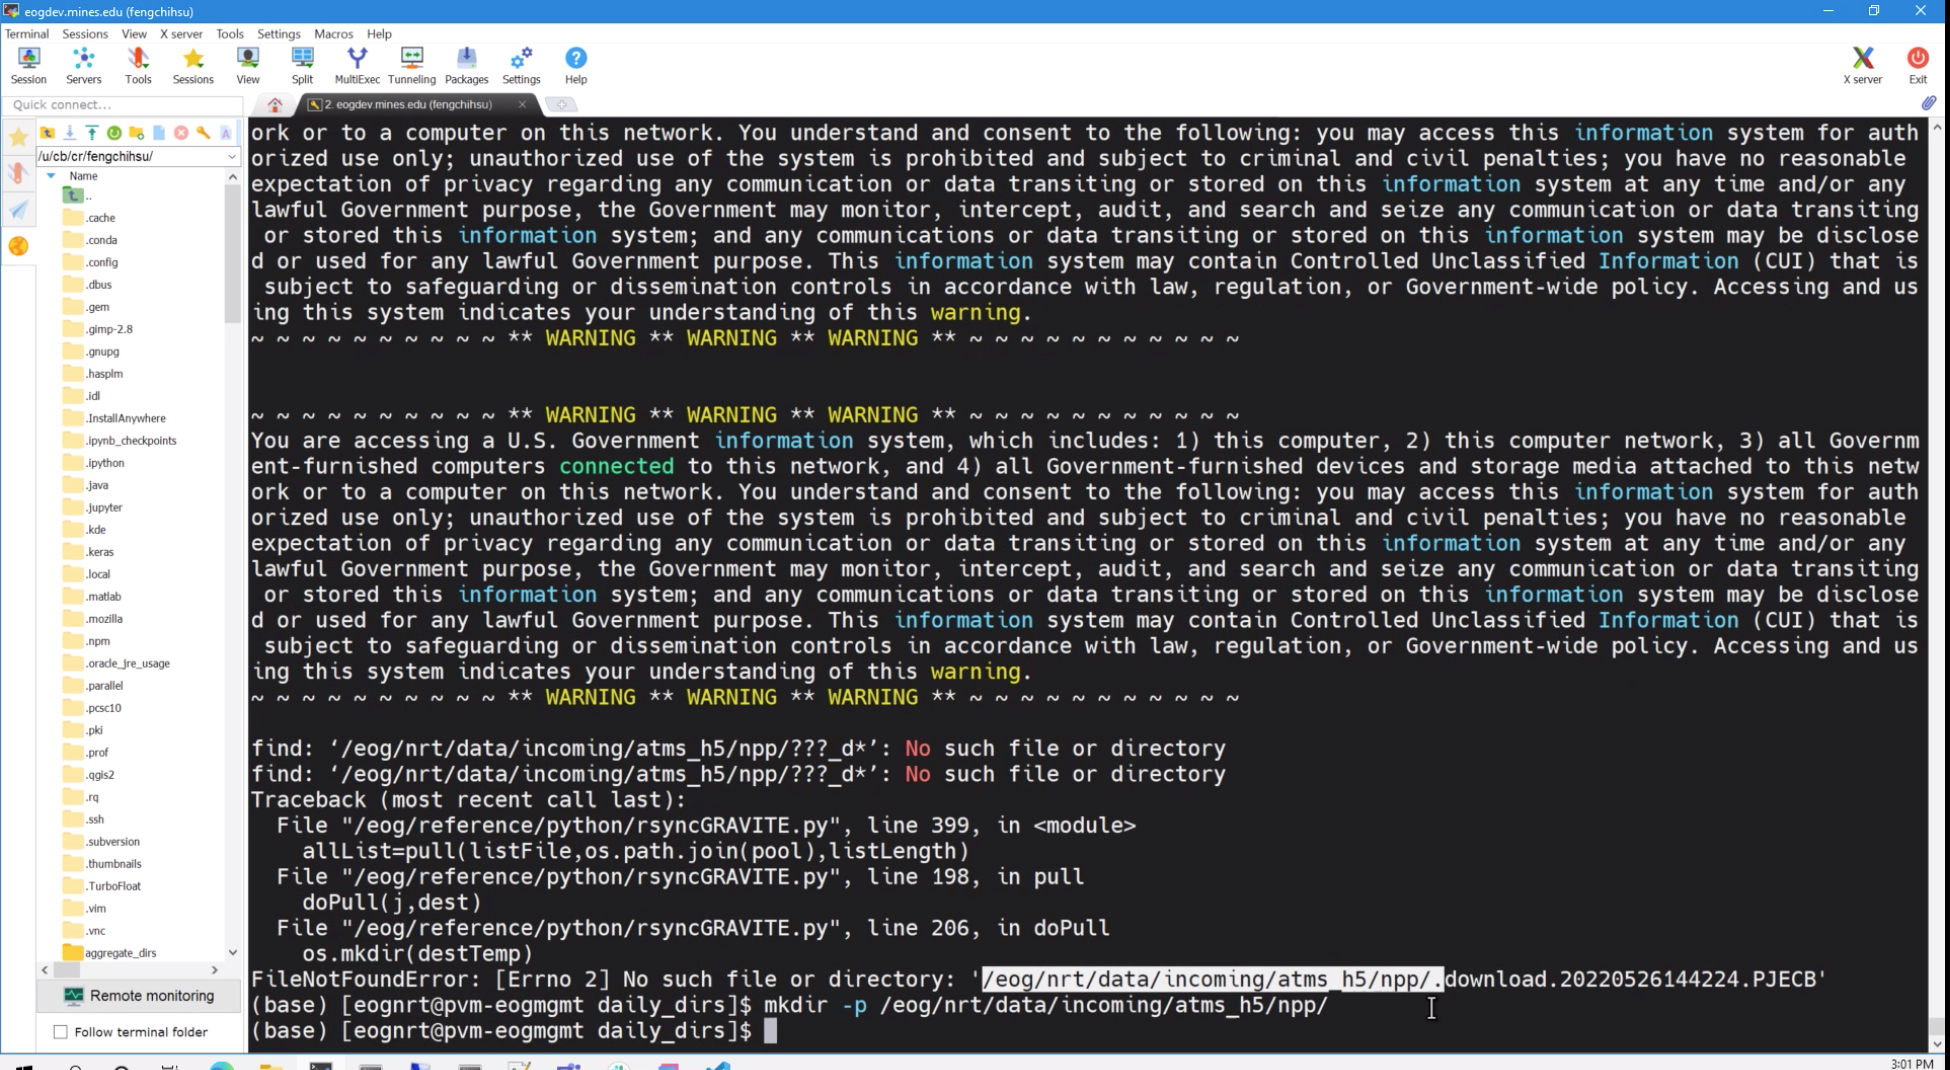 eogdev.mines.edu (fengchihsu)
Terminal Sessions View X server Tools Settings Macros Help
Session Servers Tools Sessions View Split MultiExec Tunneling Packages Settings Help X server Exit
Quick connect...
2. eogdev.mines.edu (fengchihsu)
/u/cb/cr/fengchihsu/
Name
..
.cache
.conda
.config
.dbus
.gem
.gimp-2.8
.gnupg
.hasplm
.idl
.InstallAnywhere
.ipynb_checkpoints
.ipython
.java
.jupyter
.kde
.keras
.local
.matlab
.mozilla
.npm
.oracle_jre_usage
.parallel
.pcsc10
.pki
.prof
.qgis2
.rq
.ssh
.subversion
.thumbnails
.TurboFloat
.vim
.vnc
aggregate_dirs
Remote monitoring
Follow terminal folder
ork or to a computer on this network. You understand and consent to the following: you may access this information system for auth
orized use only; unauthorized use of the system is prohibited and subject to criminal and civil penalties; you have no reasonable
expectation of privacy regarding any communication or data transiting or stored on this information system at any time and/or any
lawful Government purpose, the Government may monitor, intercept, audit, and search and seize any communication or data transiting
or stored this information system; and any communications or data transiting or stored on this information system may be disclose
d or used for any lawful Government purpose. This information system may contain Controlled Unclassified Information (CUI) that is
subject to safeguarding or dissemination controls in accordance with law, regulation, or Government-wide policy. Accessing and us
ing this system indicates your understanding of this warning.
~ ~ ~ ~ ~ ~ ~ ~ ~ ~ ** WARNING ** WARNING ** WARNING ** ~ ~ ~ ~ ~ ~ ~ ~ ~ ~ ~
~ ~ ~ ~ ~ ~ ~ ~ ~ ~ ** WARNING ** WARNING ** WARNING ** ~ ~ ~ ~ ~ ~ ~ ~ ~ ~ ~
You are accessing a U.S. Government information system, which includes: 1) this computer, 2) this computer network, 3) all Governm
ent-furnished computers connected to this network, and 4) all Government-furnished devices and storage media attached to this netw
ork or to a computer on this network. You understand and consent to the following: you may access this information system for auth
orized use only; unauthorized use of the system is prohibited and subject to criminal and civil penalties; you have no reasonable
expectation of privacy regarding any communication or data transiting or stored on this information system at any time and/or any
lawful Government purpose, the Government may monitor, intercept, audit, and search and seize any communication or data transiting
or stored this information system; and any communications or data transiting or stored on this information system may be disclose
d or used for any lawful Government purpose. This information system may contain Controlled Unclassified Information (CUI) that is
subject to safeguarding or dissemination controls in accordance with law, regulation, or Government-wide policy. Accessing and us
ing this system indicates your understanding of this warning.
~ ~ ~ ~ ~ ~ ~ ~ ~ ~ ** WARNING ** WARNING ** WARNING ** ~ ~ ~ ~ ~ ~ ~ ~ ~ ~ ~
find: ‘/eog/nrt/data/incoming/atms_h5/npp/???_d*’: No such file or directory
find: ‘/eog/nrt/data/incoming/atms_h5/npp/???_d*’: No such file or directory
Traceback (most recent call last):
File "/eog/reference/python/rsyncGRAVITE.py", line 399, in <module>
allList=pull(listFile,os.path.join(pool),listLength)
File "/eog/reference/python/rsyncGRAVITE.py", line 198, in pull
doPull(j,dest)
File "/eog/reference/python/rsyncGRAVITE.py", line 206, in doPull
os.mkdir(destTemp)
FileNotFoundError: [Errno 2] No such file or directory: '/eog/nrt/data/incoming/atms_h5/npp/.download.20220526144224.PJECB'
(base) [eognrt@pvm-eogmgmt daily_dirs]$ mkdir -p /eog/nrt/data/incoming/atms_h5/npp/
(base) [eognrt@pvm-eogmgmt daily_dirs]$
3:01 PM